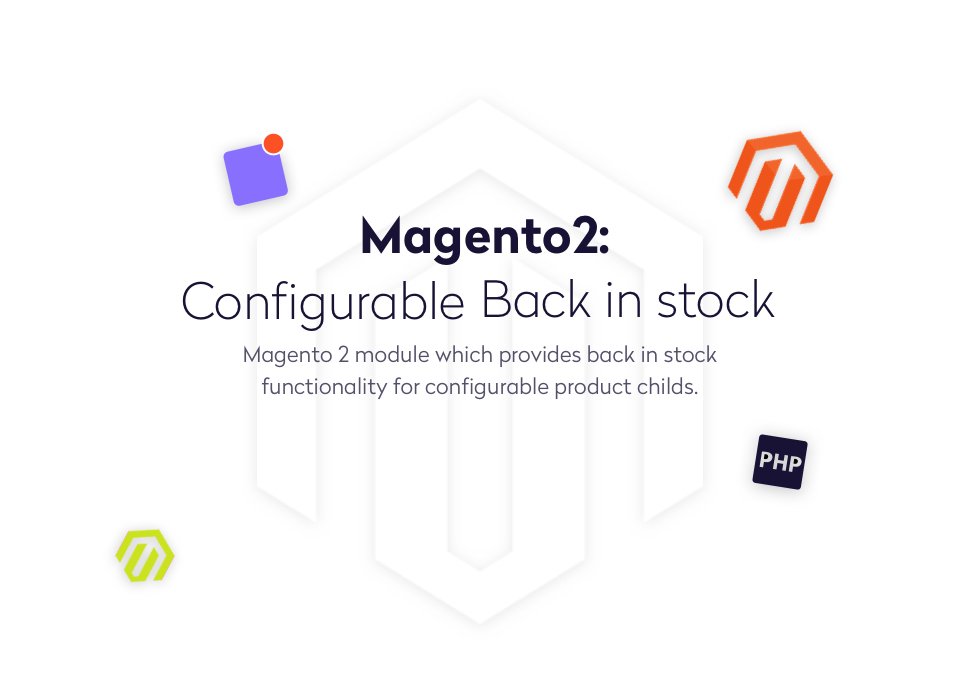 Magento2:
Configurable Back in stock
Magento 2 module which provides back in stock
functionality for configurable product childs.
PHP